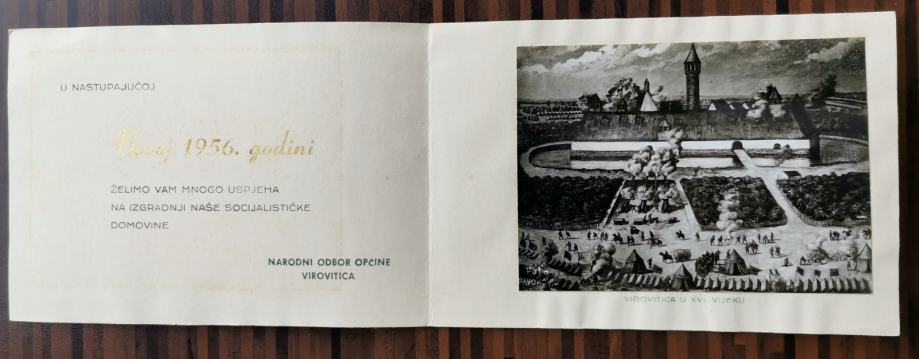 U NASTUPAJUĆOJ
Novoj 1956. godini
ŽELIMO VAM MNOGO USPJEHA
NA IZGRADNJI NAŠE SOCIJALISTIČKE
DOMOVINE
NARODNI ODBOR OPĆINE
VIROVITICA
FOTO
VIROVITICA U XVI. VIJEKU